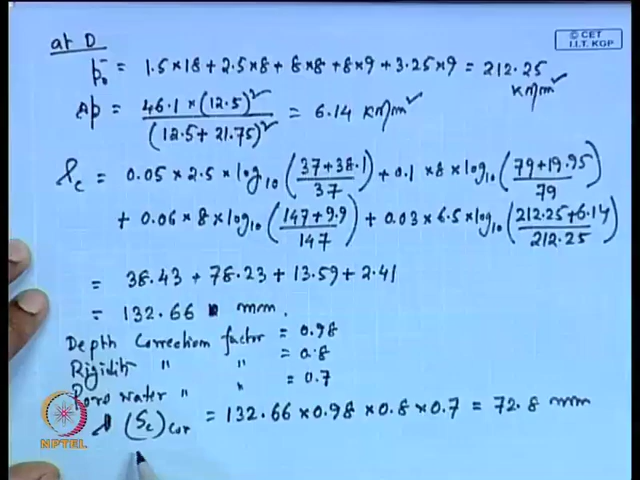 © CET
I.I.T. KGP
at D
p̄₀ = 1.5×18 + 2.5×8 + 8×8 + 8×9 + 3.25×9 = 212.25 kN/m²
Δp = 46.1 × (12.5)² / (12.5 + 21.75)² = 6.14 kN/m²
S_c = 0.05 × 2.5 × log₁₀ (37+38.1 / 37) + 0.1 × 8 × log₁₀ (79+19.95 / 79)
+ 0.06 × 8 × log₁₀ (147+9.9 / 147) + 0.03 × 6.5 × log₁₀ (212.25+6.14 / 212.25)
= 38.43 + 78.23 + 13.59 + 2.41
= 132.66 mm.
Depth Correction factor = 0.98
Rigidity " " = 0.8
Pore water " " = 0.7
(S_c)cor = 132.66 × 0.98 × 0.8 × 0.7 = 72.8 mm
NPTEL